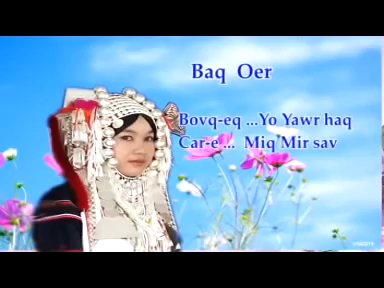 Baq Oer
Bovq-eq ...Yo Yawr haq
Car-e ... Miq Mir sav